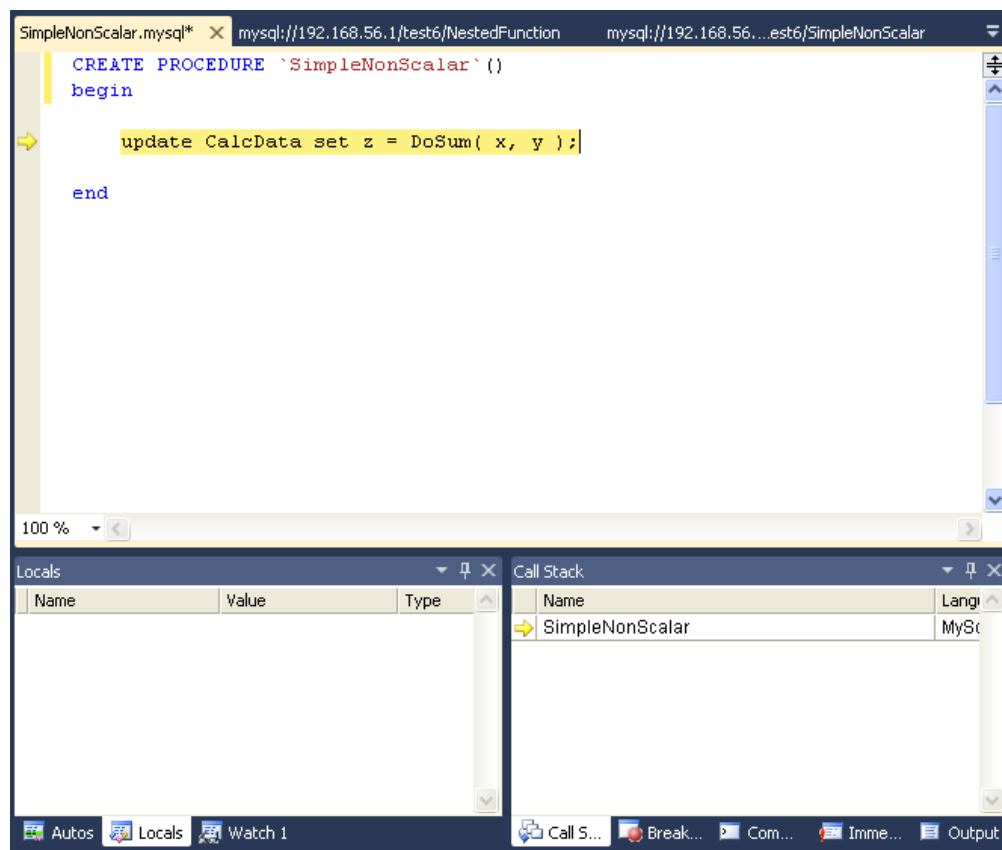 SimpleNonScalar.mysql* mysql://192.168.56.1/test6/NestedFunction mysql://192.168.56....est6/SimpleNonScalar
CREATE PROCEDURE `SimpleNonScalar`()
begin
update CalcData set z = DoSum( x, y );
end
100 %
Locals
Name Value Type
Call Stack
Name Langu
SimpleNonScalar MySQ
Autos Locals Watch 1
Call S... Break... Com... Imme... Output